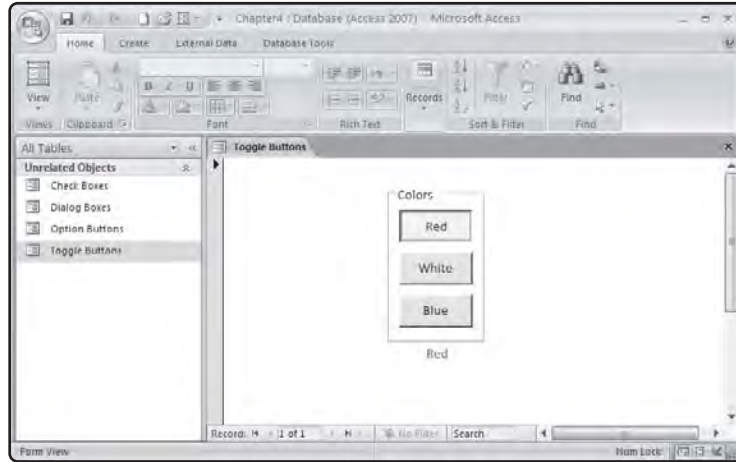 Chapter4 : Database (Access 2007) Microsoft Access
Home Create External Data Database Tools
View
Paste
Records
Filter
Find
Views Clipboard Font Rich Text Sort & Filter Find
All Tables
Toggle Buttons
Unrelated Objects
Check Boxes
Dialog Boxes
Option Buttons
Toggle Buttons
Colors
Red
White
Blue
Red
Record: 1 of 1 No Filter Search
Form View Num Lock